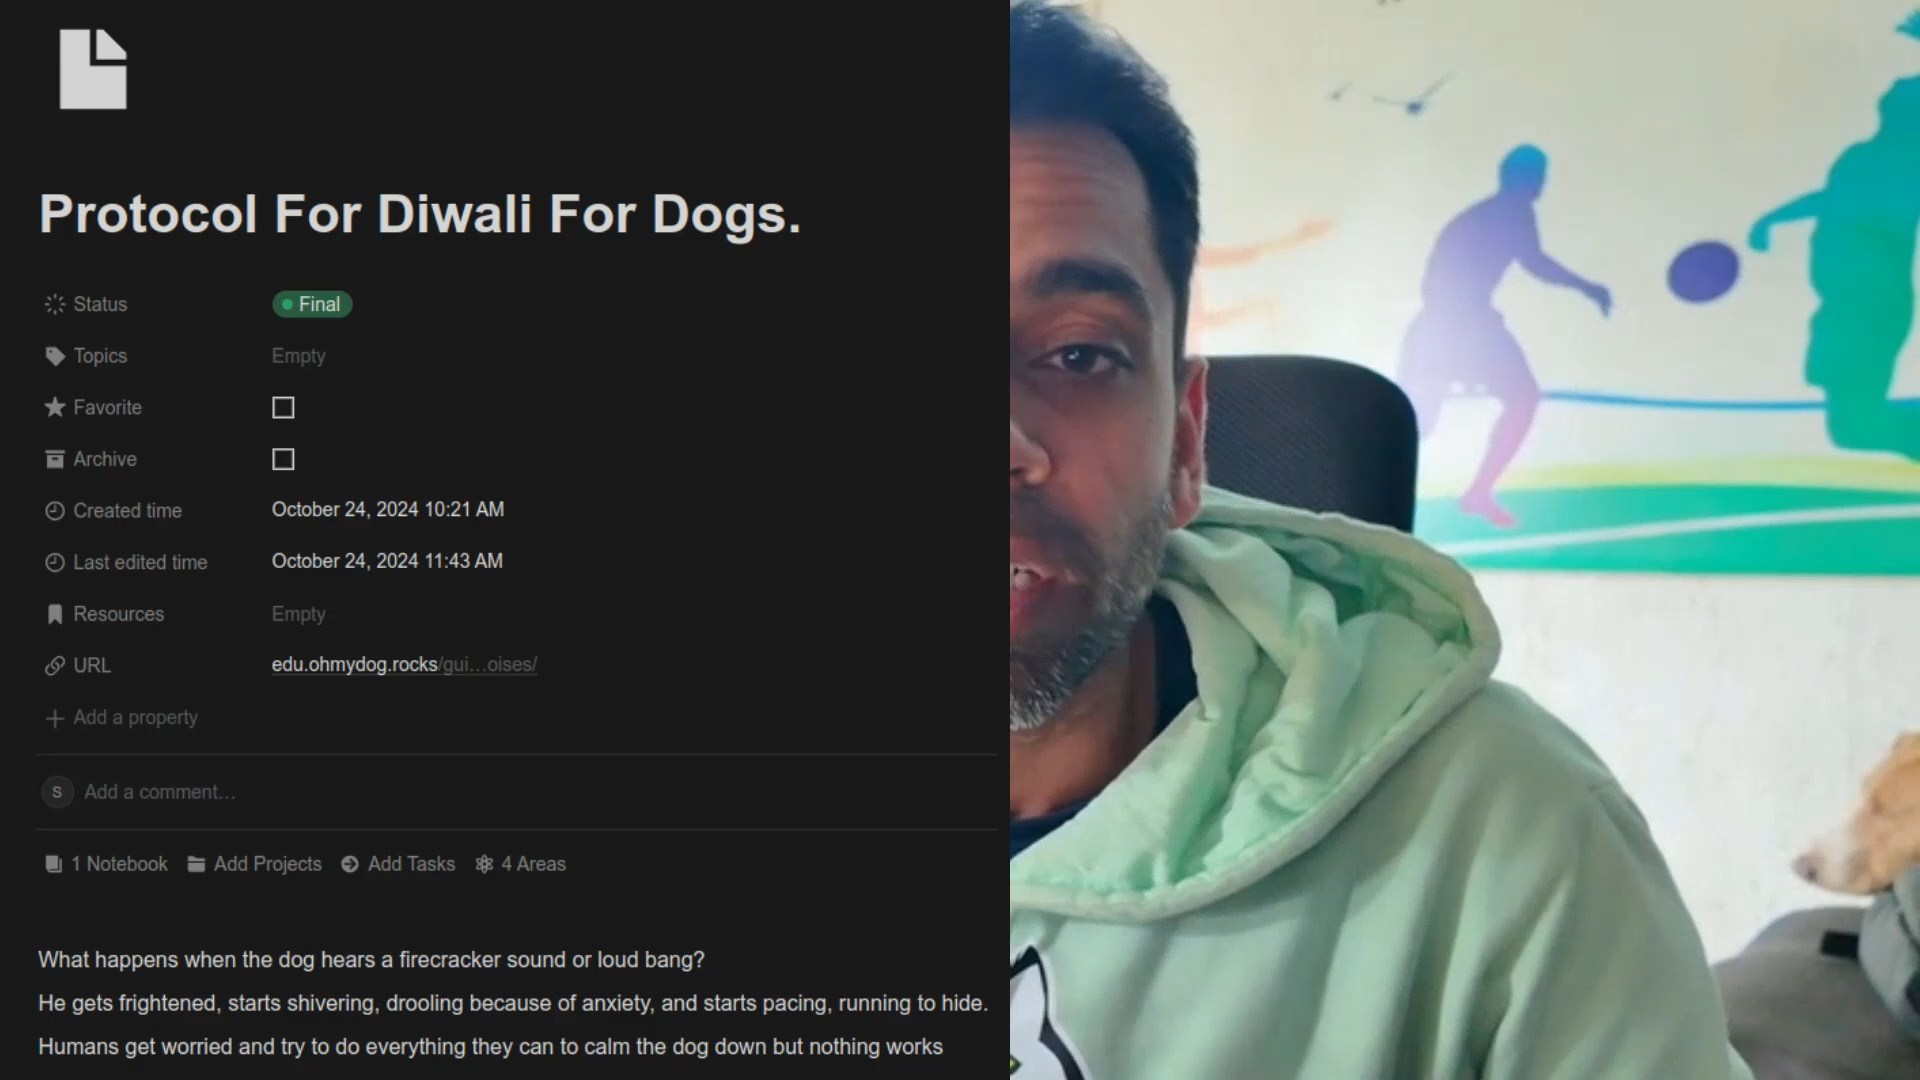 Protocol For Diwali For Dogs.
Status Final
Topics Empty
Favorite
Archive
Created time October 24, 2024 10:21 AM
Last edited time October 24, 2024 11:43 AM
Resources Empty
URL edu.ohmydog.rocks/gui...oises/
Add a property
S Add a comment...
1 Notebook Add Projects Add Tasks 4 Areas
What happens when the dog hears a firecracker sound or loud bang?
He gets frightened, starts shivering, drooling because of anxiety, and starts pacing, running to hide.
Humans get worried and try to do everything they can to calm the dog down but nothing works